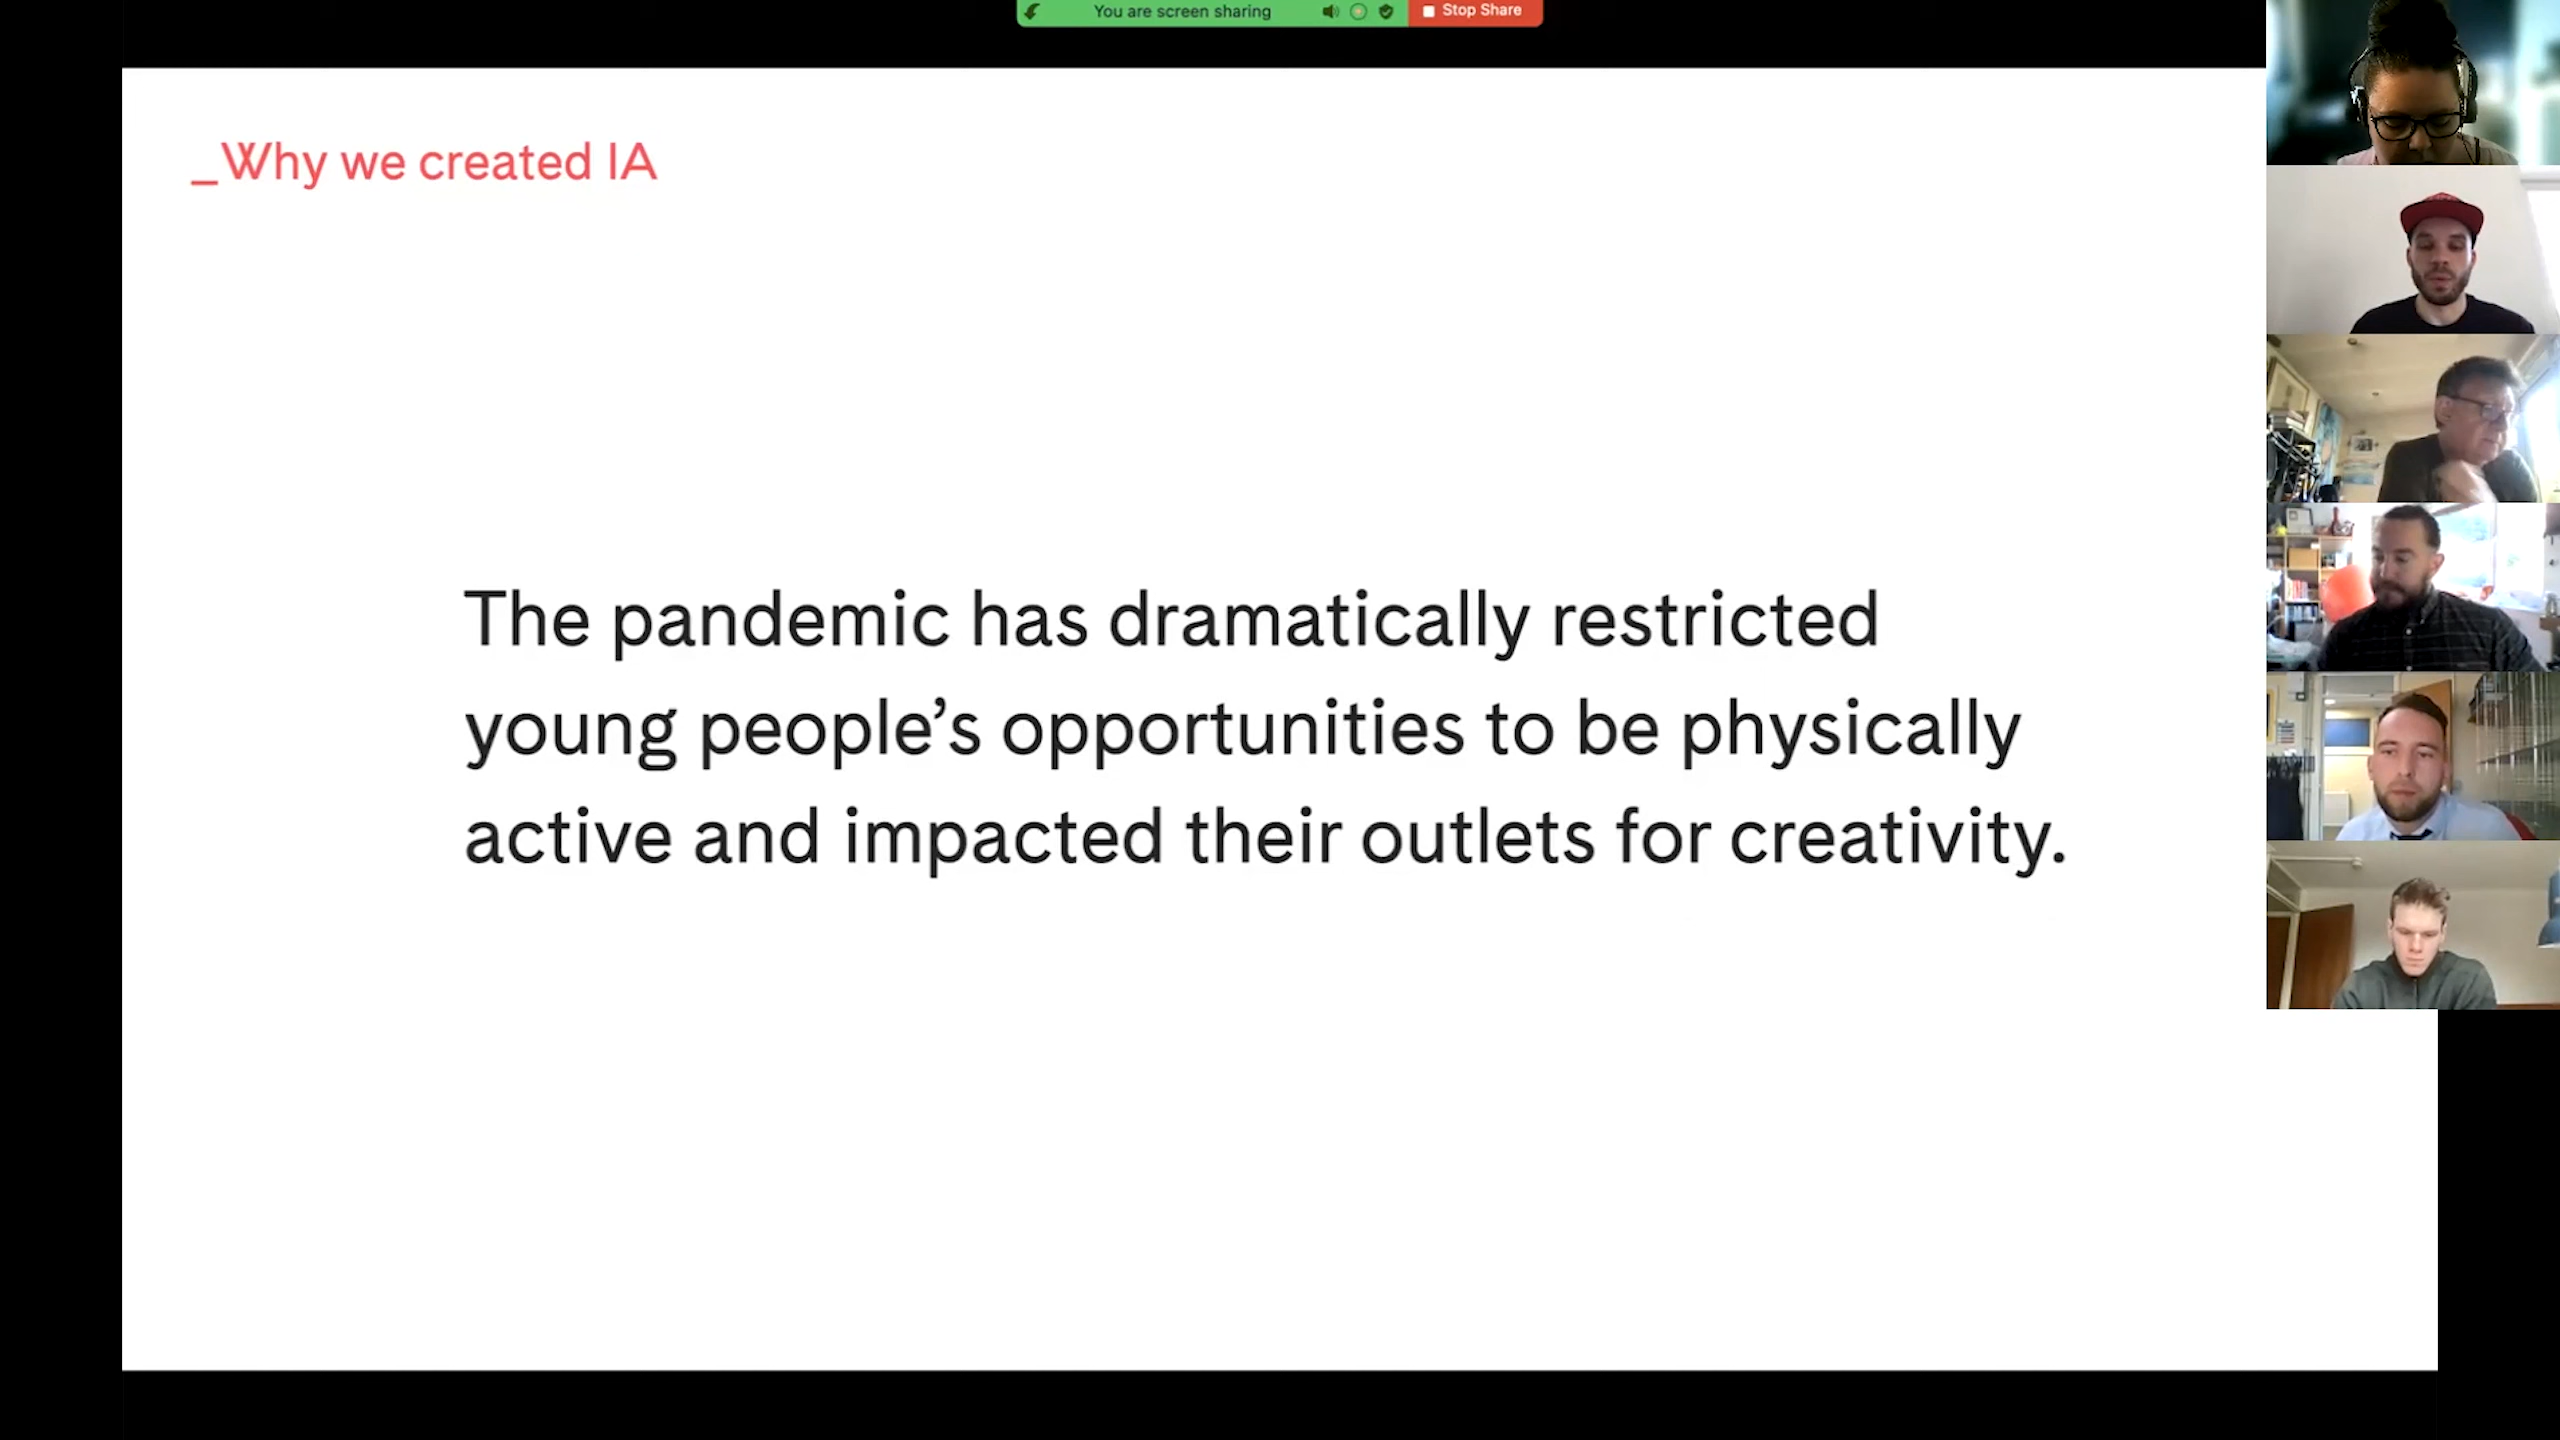 You are screen sharing
Stop Share
_Why we created IA
The pandemic has dramatically restricted
young people’s opportunities to be physically
active and impacted their outlets for creativity.